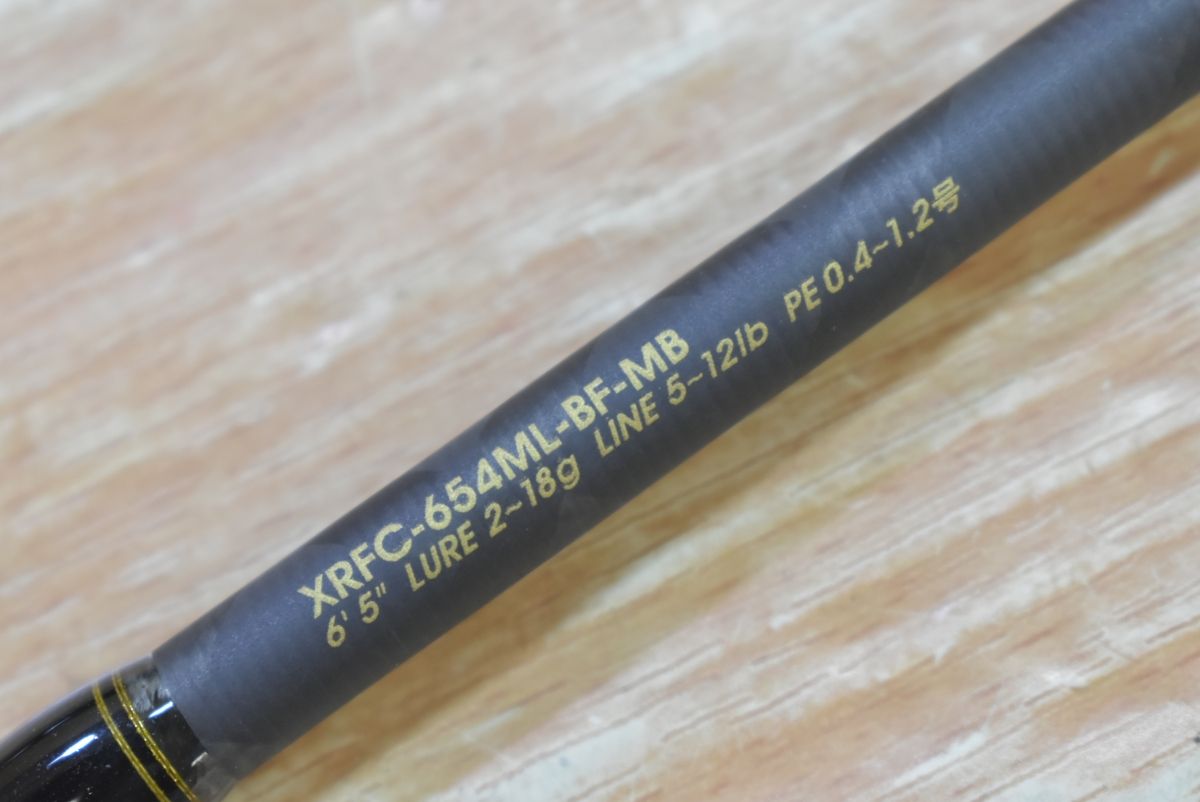 XRFC-654ML-BF-MB
6' 5" LURE 2~18g LINE 5~12lb PE 0.4~1.2号